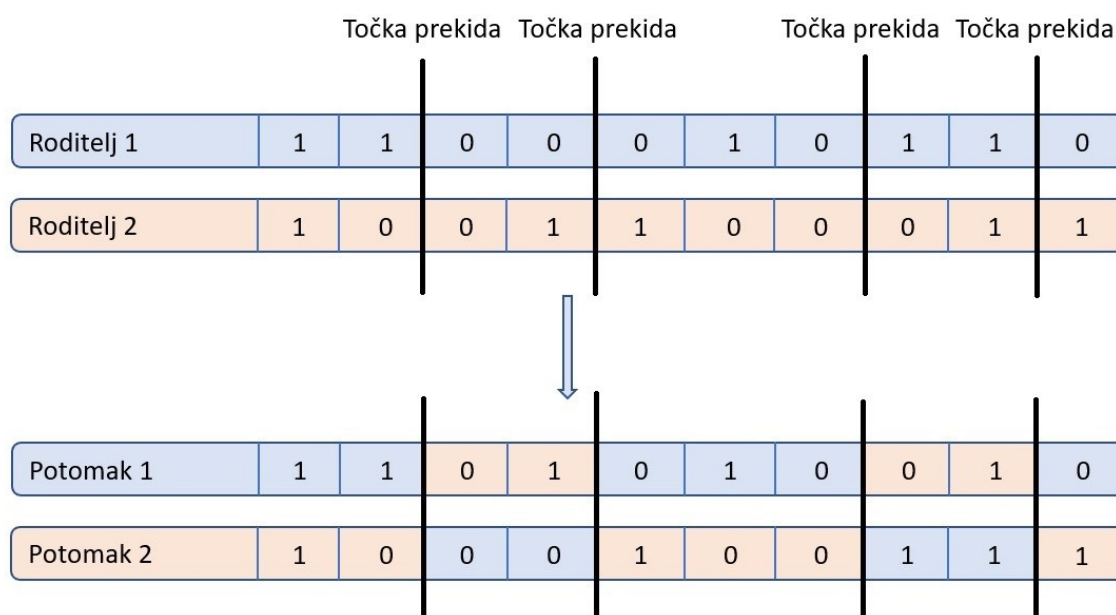 Točka prekida Točka prekida Točka prekida Točka prekida
Roditelj 1 1 1 0 0 0 1 0 1 1 0
Roditelj 2 1 0 0 1 1 0 0 0 1 1
Potomak 1 1 1 0 1 0 1 0 0 1 0
Potomak 2 1 0 0 0 1 0 0 1 1 1